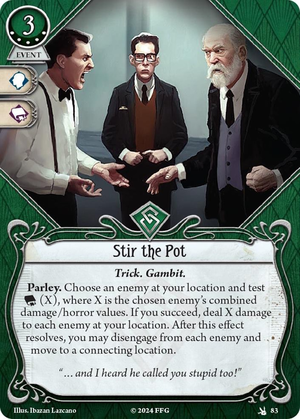 3
EVENT
Stir the Pot
Trick. Gambit.
Parley. Choose an enemy at your location and test
(X), where X is the chosen enemy's combined
damage/horror values. If you succeed, deal X damage
to each enemy at your location. After this effect
resolves, you may disengage from each enemy and
move to a connecting location.
“... and I heard he called you stupid too!”
Illus. Ibazan Lazcano
© 2024 FFG
83